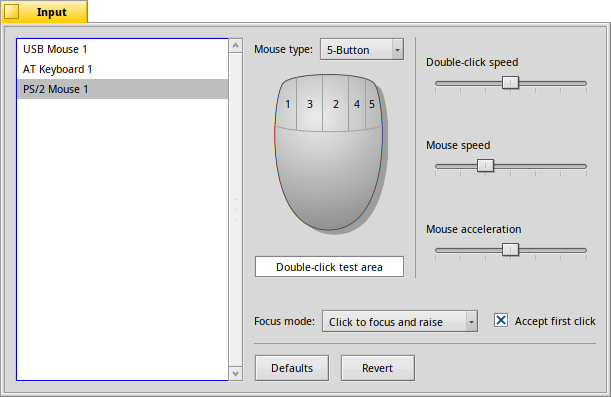 Input
USB Mouse 1
AT Keyboard 1
PS/2 Mouse 1
Mouse type: 5-Button
1 3 2 4 5
Double-click test area
Double-click speed
Mouse speed
Mouse acceleration
Focus mode: Click to focus and raise Accept first click
Defaults Revert